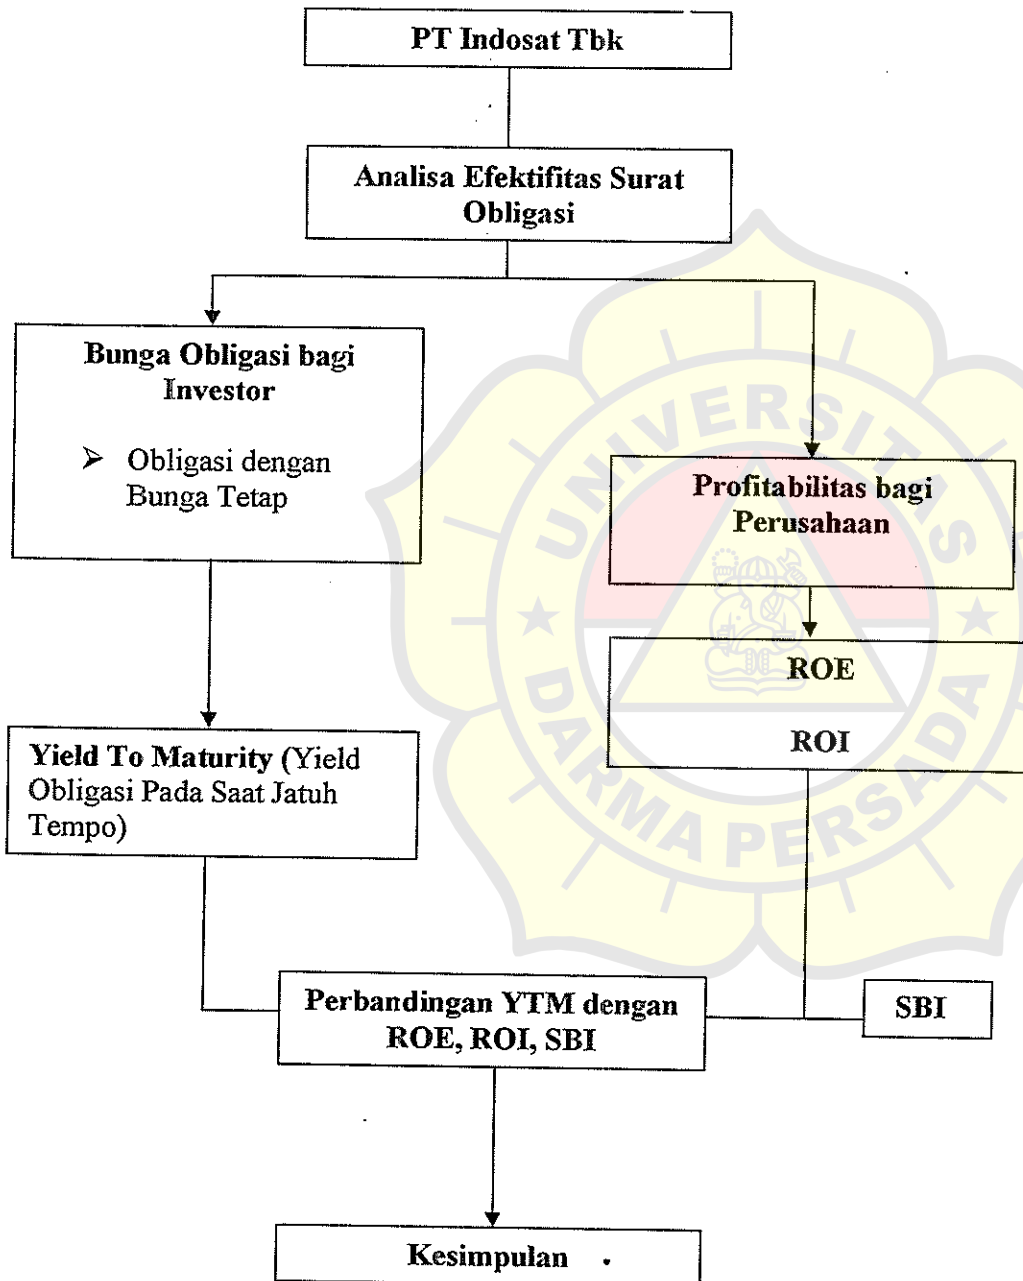 PT Indosat Tbk
Analisa Efektifitas Surat
Obligasi
Bunga Obligasi bagi
Investor
➢ Obligasi dengan
Bunga Tetap
Profitabilitas bagi
Perusahaan
ROE
ROI
Yield To Maturity (Yield
Obligasi Pada Saat Jatuh
Tempo)
Perbandingan YTM dengan
ROE, ROI, SBI
SBI
Kesimpulan
UNIVERSITAS
DARMA PERSADA